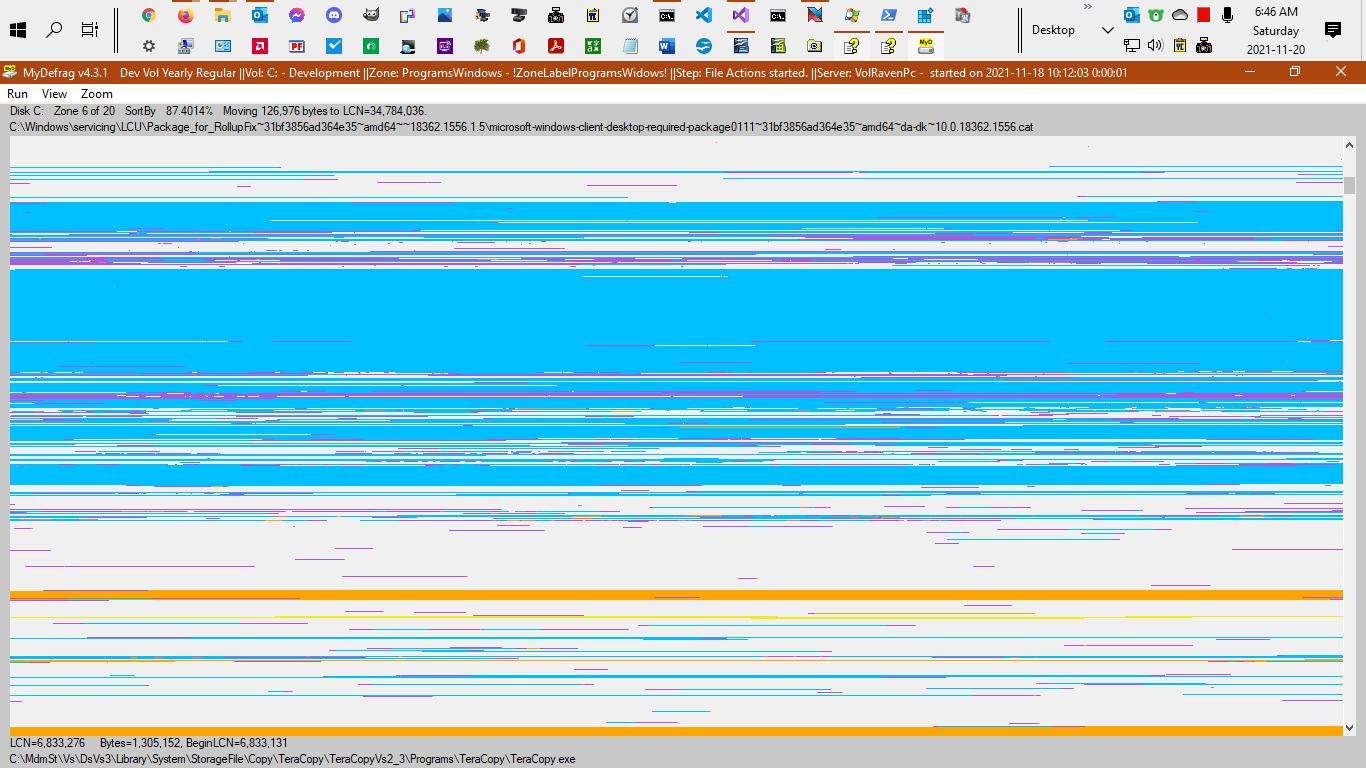 6:46 AM
Desktop
Saturday
2021-11-20
MyDefrag v4.3.1 Dev Vol Yearly Regular ||Vol: C: - Development ||Zone: ProgramsWindows - !ZoneLabelProgramsWidows! ||Step: File Actions started. ||Server: VolRavenPc - started on 2021-11-18 10:12:03 0:00:01
Run View Zoom
Disk C: Zone 6 of 20 SortBy 87.4014% Moving 126,976 bytes to LCN=34,784,036.
C:\Windows\servicing\LCU\Package_for_RollupFix~31bf3856ad364e35~amd64~~18362.1556.1.5\microsoft-windows-client-desktop-required-package0111~31bf3856ad364e35~amd64~da-dk~10.0.18362.1556.cat
LCN=6,833,276 Bytes=1,305,152, BeginLCN=6,833,131
C:\MdmSt\Vs\DsVs3\Library\System\StorageFile\Copy\TeraCopy\TeraCopyVs2_3\Programs\TeraCopy\TeraCopy.exe